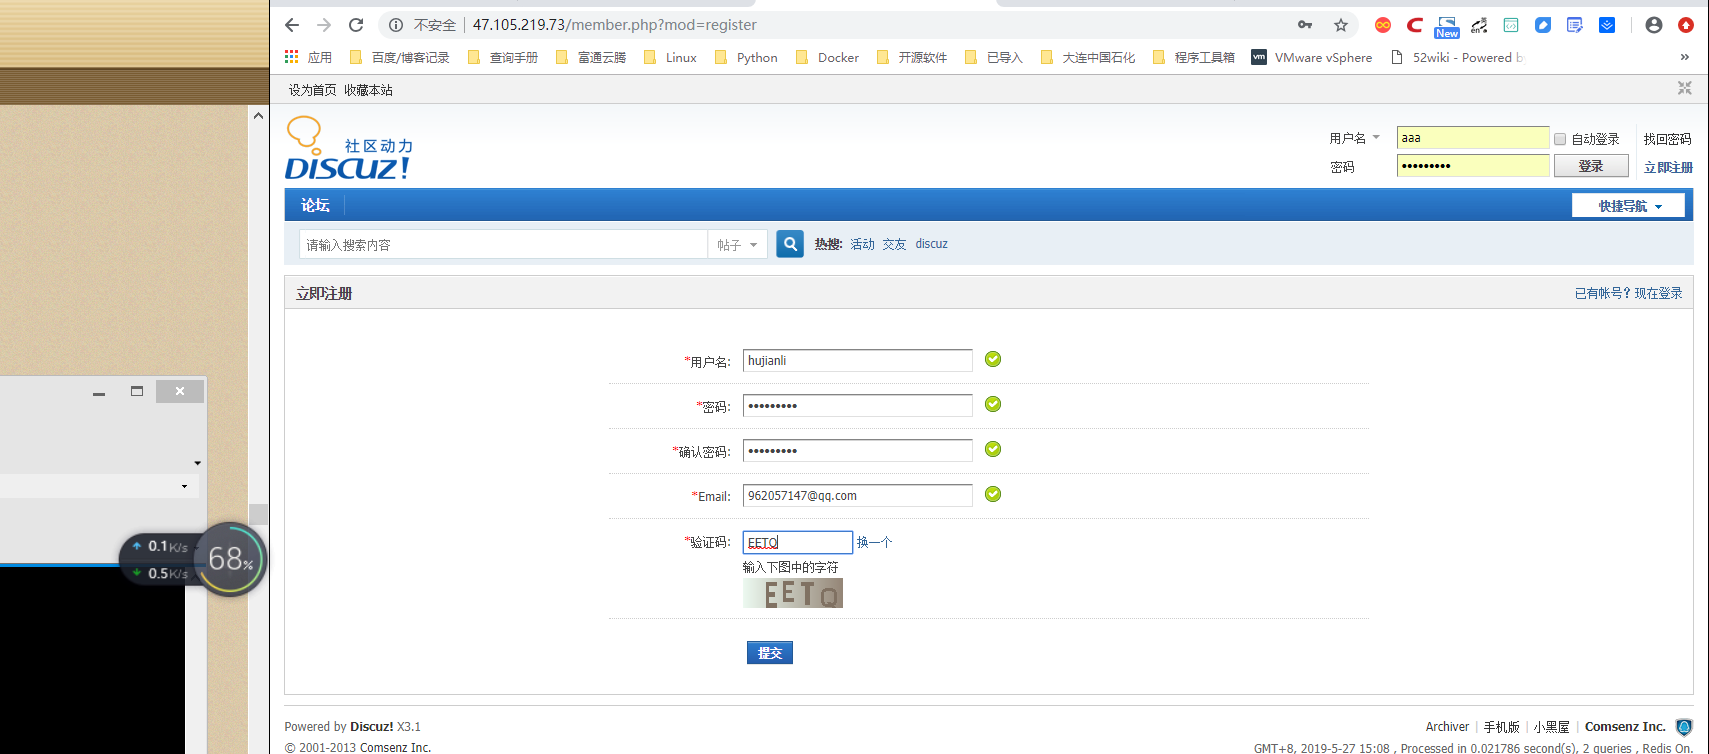 不安全 47.105.219.73/member.php?mod=register
New
en
应用 百度/博客记录 查询手册 富通云腾 Linux Python Docker 开源软件 已导入 大连中国石化 程序工具箱 vm VMware vSphere 52wiki - Powered b »
设为首页 收藏本站
社区动力
DISCUZ!
用户名 aaa 自动登录 找回密码
密码 ••••••••• 登录 立即注册
论坛 快捷导航
请输入搜索内容 帖子 热搜: 活动 交友 discuz
立即注册 已有帐号? 现在登录
*用户名: hujianli
*密码: •••••••••
*确认密码: •••••••••
*Email: 962057147@qq.com
*验证码: EETQ 换一个
输入下图中的字符
EETQ
提交
0.1K/s
0.5K/s
68%
Powered by Discuz! X3.1
© 2001-2013 Comsenz Inc.
Archiver | 手机版 | 小黑屋 | Comsenz Inc.
GMT+8, 2019-5-27 15:08 , Processed in 0.021786 second(s), 2 queries , Redis On.